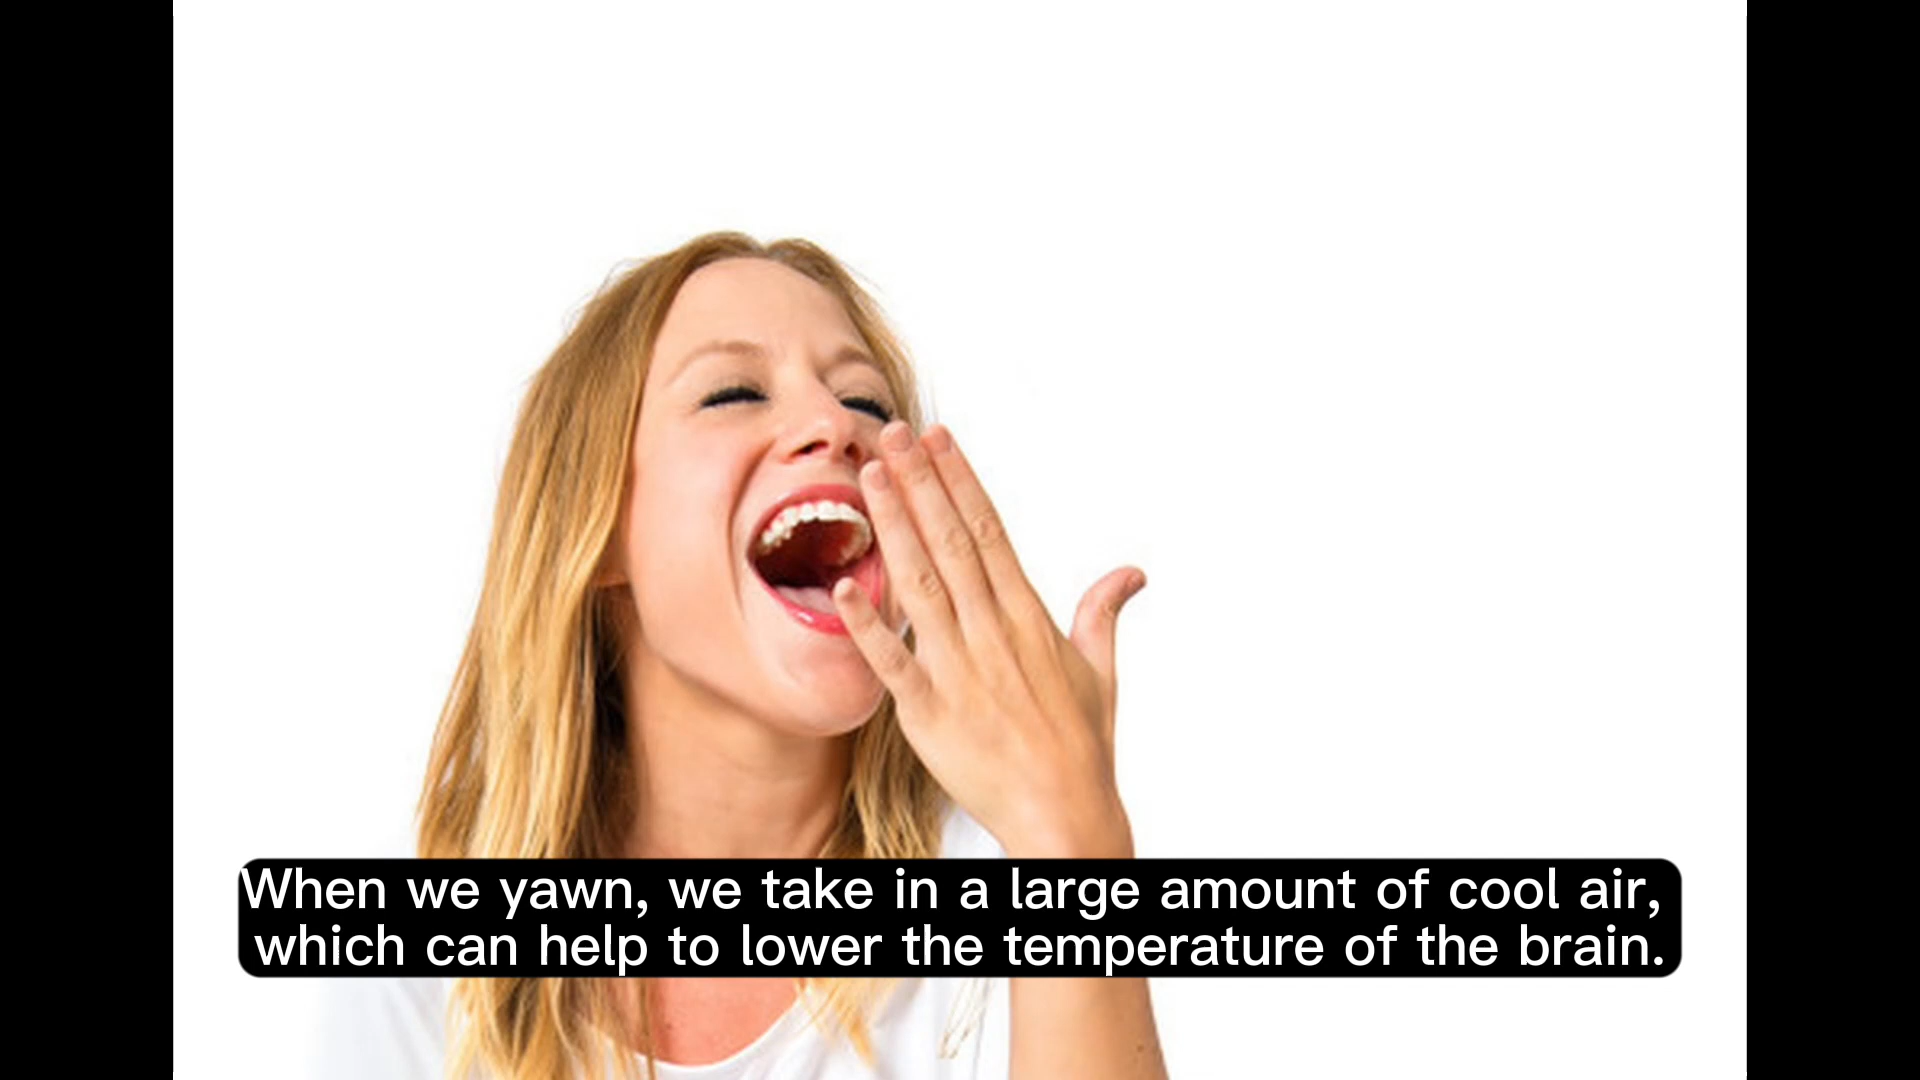 When we yawn, we take in a large amount of cool air,
which can help to lower the temperature of the brain.